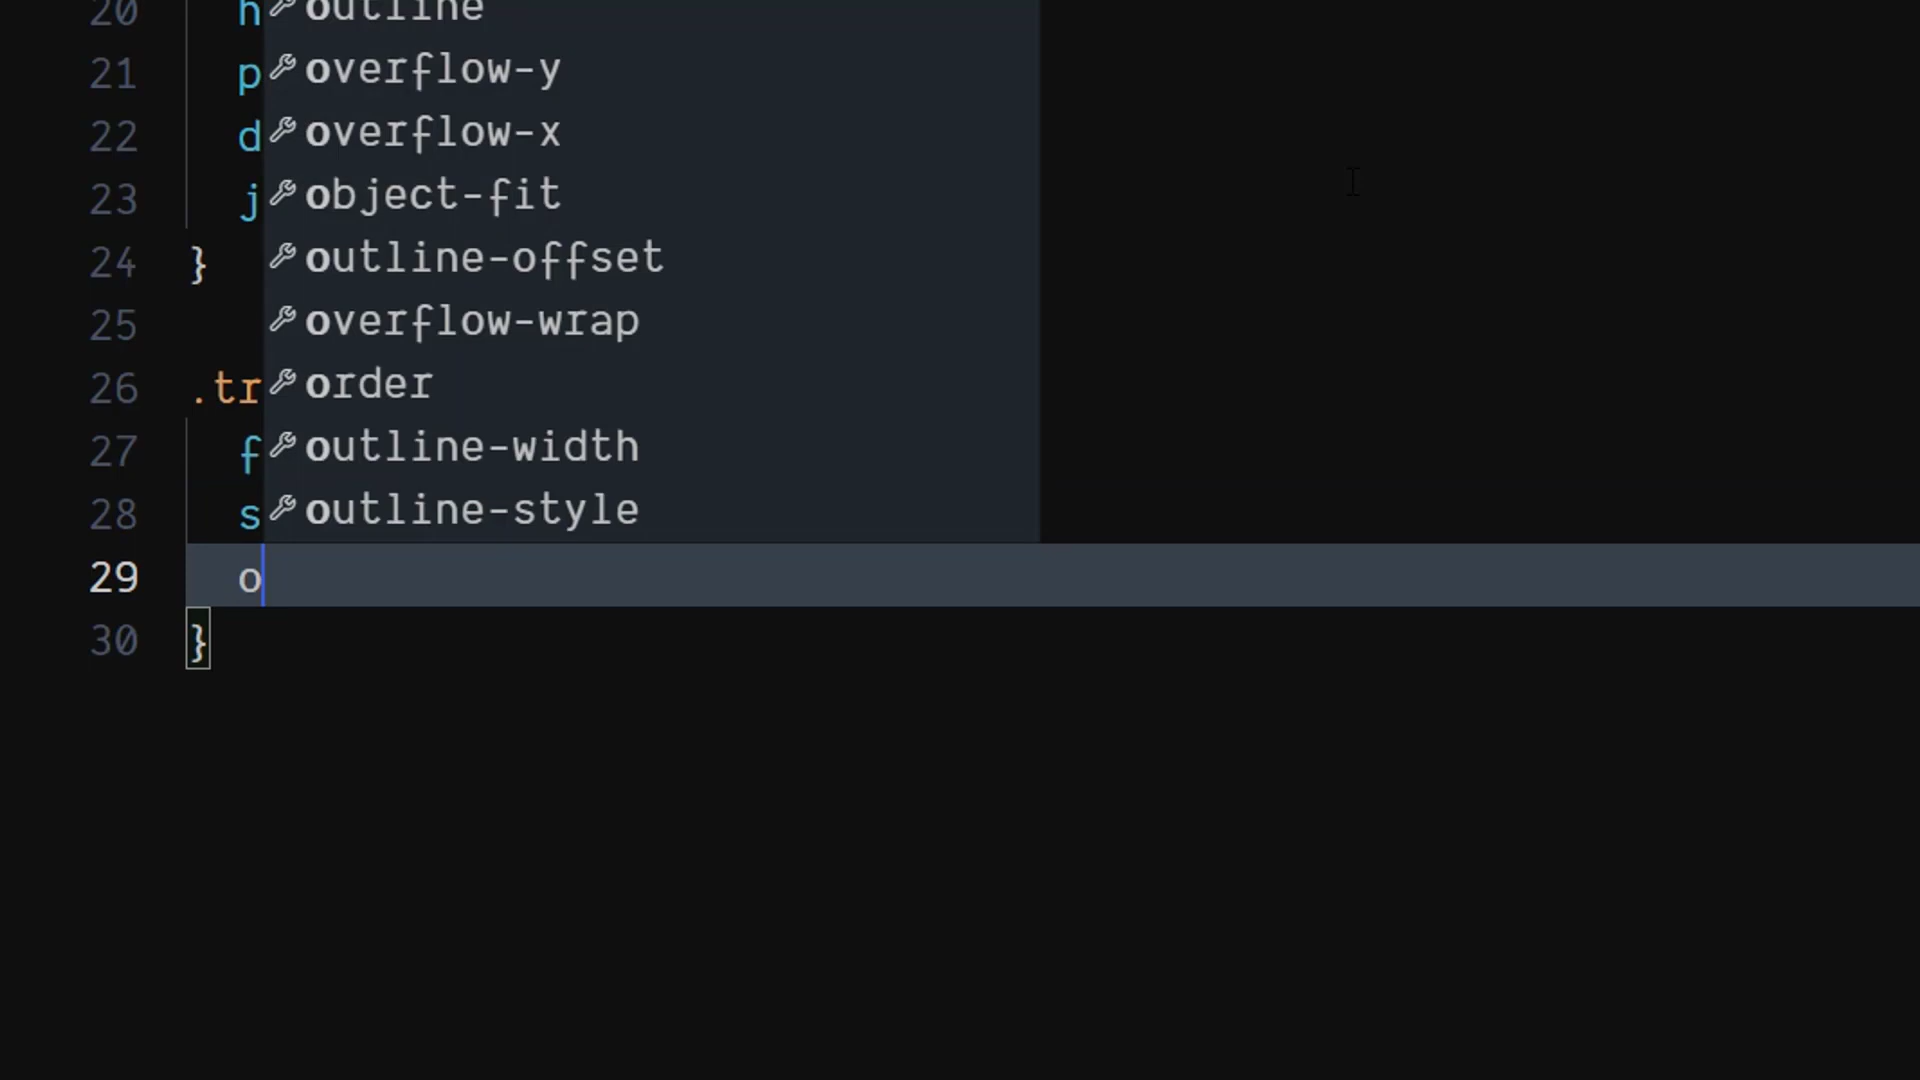 20 h outline
21 p overflow-y
22 d overflow-x
23 j object-fit
24 } outline-offset
25 overflow-wrap
26 .tr order
27 f outline-width
28 s outline-style
29 o
30 }